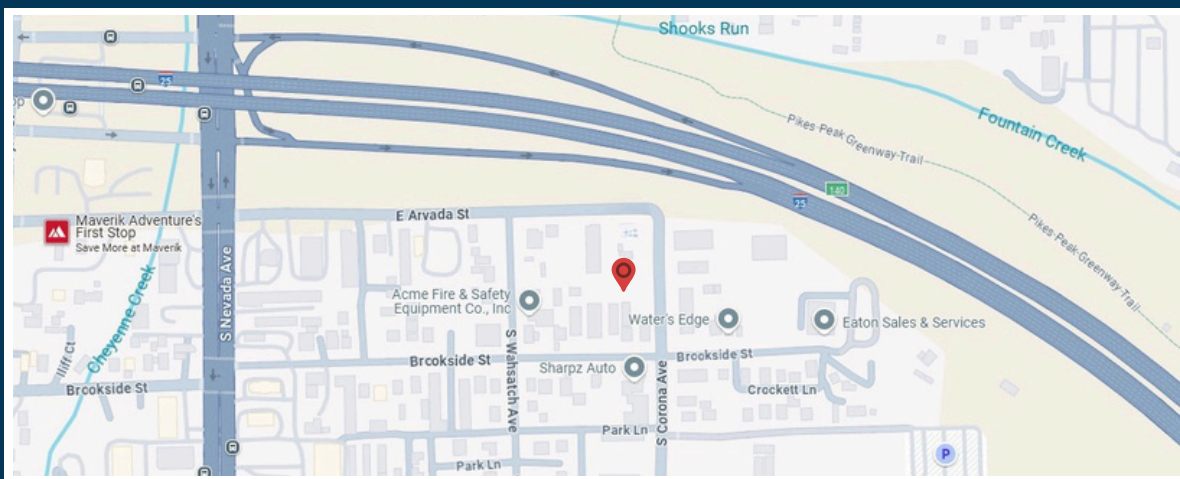 Shooks Run
25
op
Fountain Creek
Pikes Peak Greenway Trail
140
25
Maverik Adventure's
First Stop
Save More at Maverik
E Arvada St
Pikes-Peak-Greenway-Trail
S Nevada Ave
Cheyenne Creek
Acme Fire & Safety
Equipment Co., Inc
Water's Edge
Eaton Sales & Services
S Wahsatch Ave
Iliff Ct
Brookside St
Brookside St
Brookside St
Sharpz Auto
S Corona Ave
Crockett Ln
Park Ln
Park Ln
P